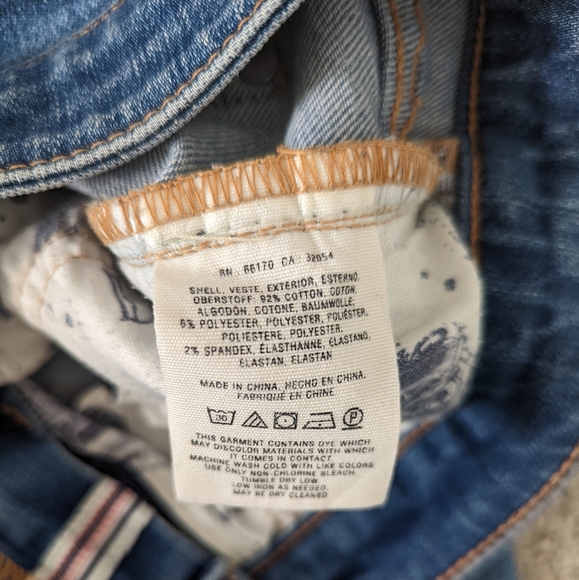 RN 66170 CA 32054
SHELL, VESTE, EXTERIOR, ESTERNO,
OBERSTOFF: 92% COTTON, COTON,
ALGODÓN, COTONE, BAUMWOLLE,
6% POLYESTER, POLYESTER, POLIÉSTER,
POLIESTERE, POLYESTER,
2% SPANDEX, ÉLASTHANNE, ELASTANO,
ELASTAN, ELASTAN
MADE IN CHINA, HECHO EN CHINA,
FABRIQUÉ EN CHINE
30 P
THIS GARMENT CONTAINS DYE WHICH
MAY DISCOLOR MATERIALS WITH WHICH
IT COMES IN CONTACT.
MACHINE WASH COLD WITH LIKE COLORS
USE ONLY NON-CHLORINE BLEACH
TUMBLE DRY LOW
LOW IRON AS NEEDED.
MAY BE DRY CLEANED